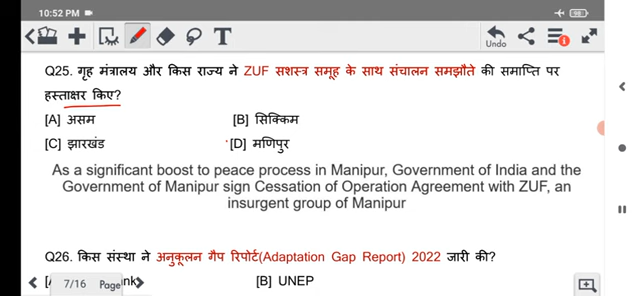 10:52 PM
98
T
Undo
Q25. गृह मंत्रालय और किस राज्य ने ZUF सशस्त्र समूह के साथ संचालन समझौते की समाप्ति पर
हस्ताक्षर किए?
[A] असम [B] सिक्किम
[C] झारखंड [D] मणिपुर
As a significant boost to peace process in Manipur, Government of India and the
Government of Manipur sign Cessation of Operation Agreement with ZUF, an
insurgent group of Manipur
Q26. किस संस्था ने अनुकूलन गैप रिपोर्ट(Adaptation Gap Report) 2022 जारी की?
7/16 Page nk [B] UNEP